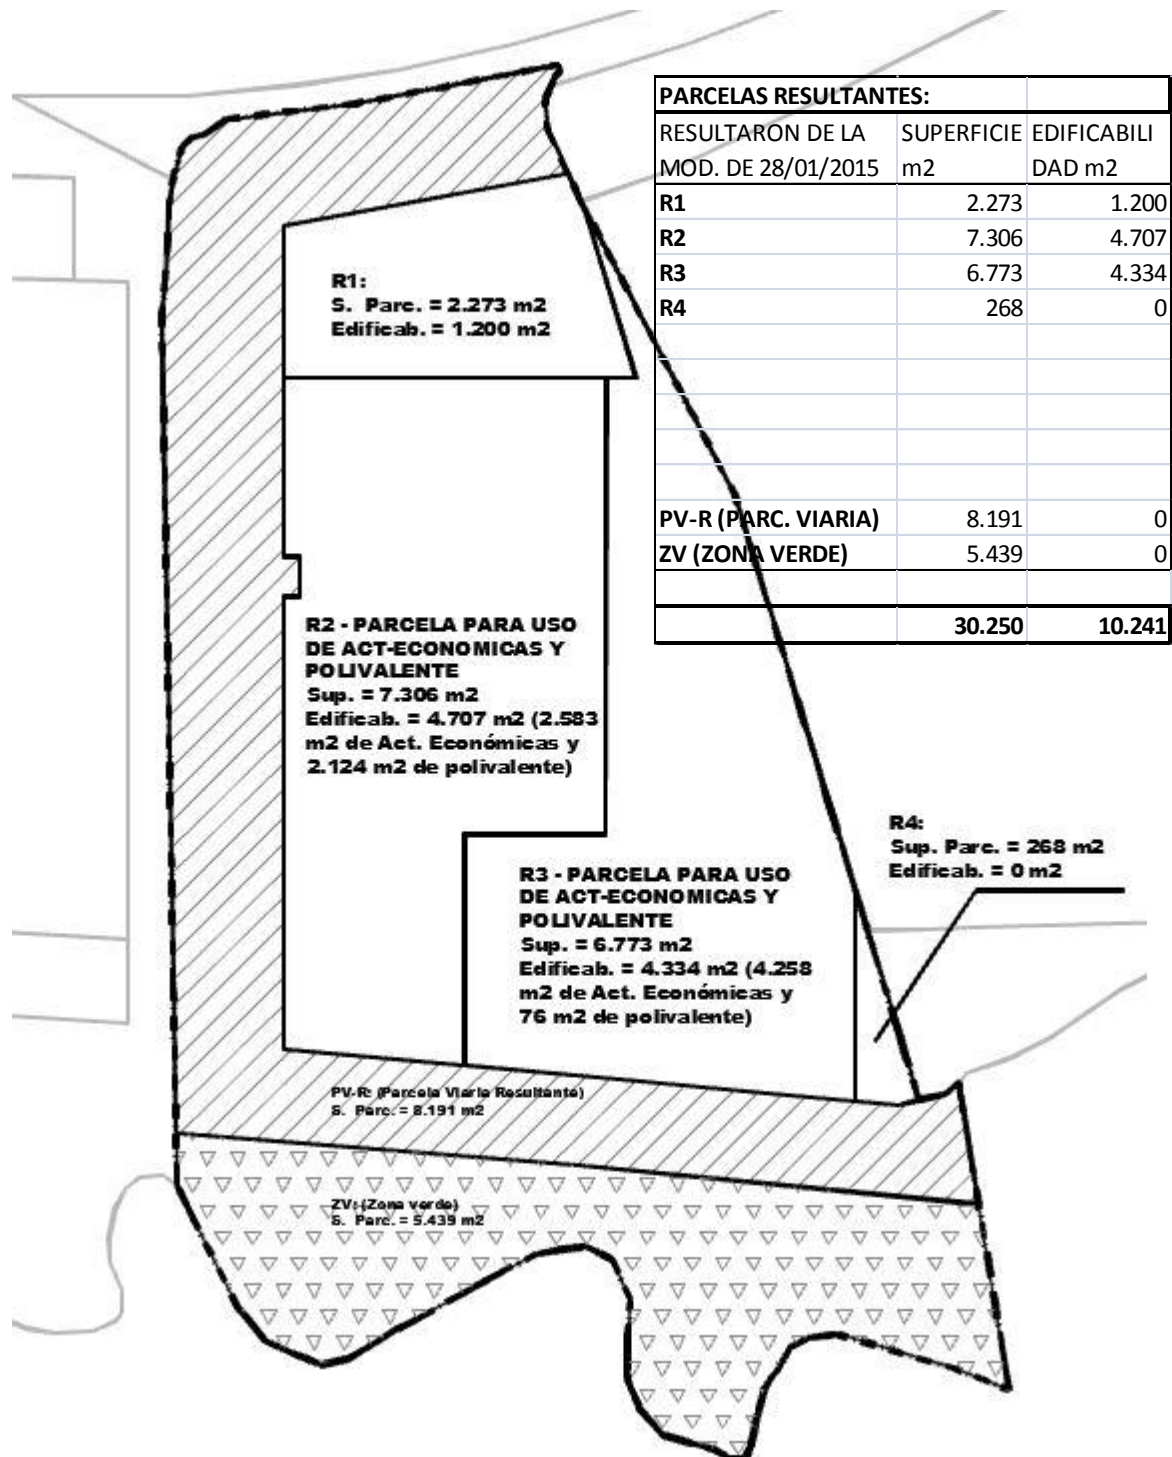 PARCELAS RESULTANTES:
RESULTARON DE LA SUPERFICIE EDIFICABILI
MOD. DE 28/01/2015 m2 DAD m2
R1 2.273 1.200
R2 7.306 4.707
R3 6.773 4.334
R4 268 0
PV-R (PARC. VIARIA) 8.191 0
ZV (ZONA VERDE) 5.439 0
30.250 10.241
R1:
S. Parc. = 2.273 m2
Edificab. = 1.200 m2
R2 - PARCELA PARA USO
DE ACT-ECONOMICAS Y
POLIVALENTE
Sup. = 7.306 m2
Edificab. = 4.707 m2 (2.583
m2 de Act. Económicas y
2.124 m2 de polivalente)
R4:
Sup. Parc. = 268 m2
Edificab. = 0 m2
R3 - PARCELA PARA USO
DE ACT-ECONOMICAS Y
POLIVALENTE
Sup. = 6.773 m2
Edificab. = 4.334 m2 (4.258
m2 de Act. Económicas y
76 m2 de polivalente)
PV-R: (Parcela Viaria Resultante)
S. Parc. = 8.191 m2
ZV: (Zona verde)
S. Parc. = 5.439 m2